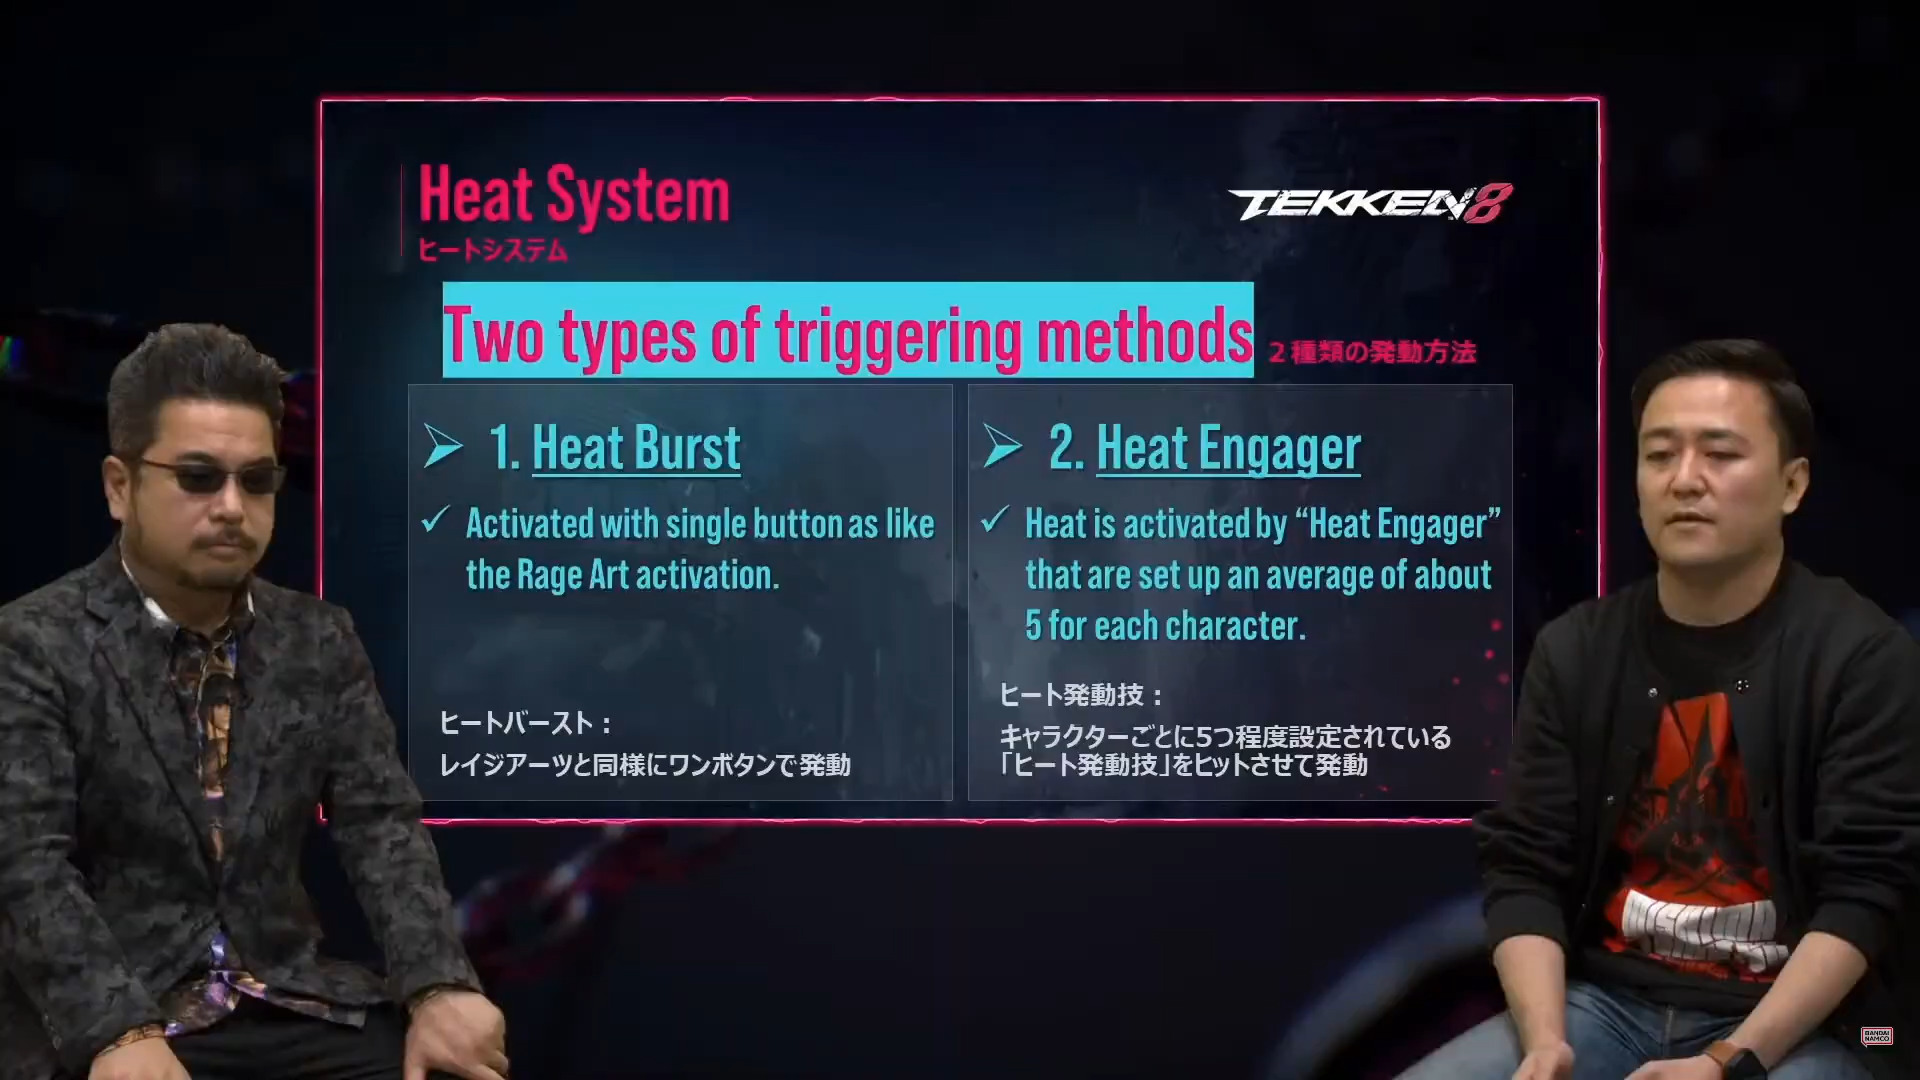 Heat System
ヒートシステム
TEKKEN 8
Two types of triggering methods
２種類の発動方法
1. Heat Burst
Activated with single button as like
the Rage Art activation.
ヒートバースト：
レイジアーツと同様にワンボタンで発動
2. Heat Engager
Heat is activated by “Heat Engager”
that are set up an average of about
5 for each character.
ヒート発動技：
キャラクターごとに5つ程度設定されている
「ヒート発動技」をヒットさせて発動
BANDAI
NAMCO